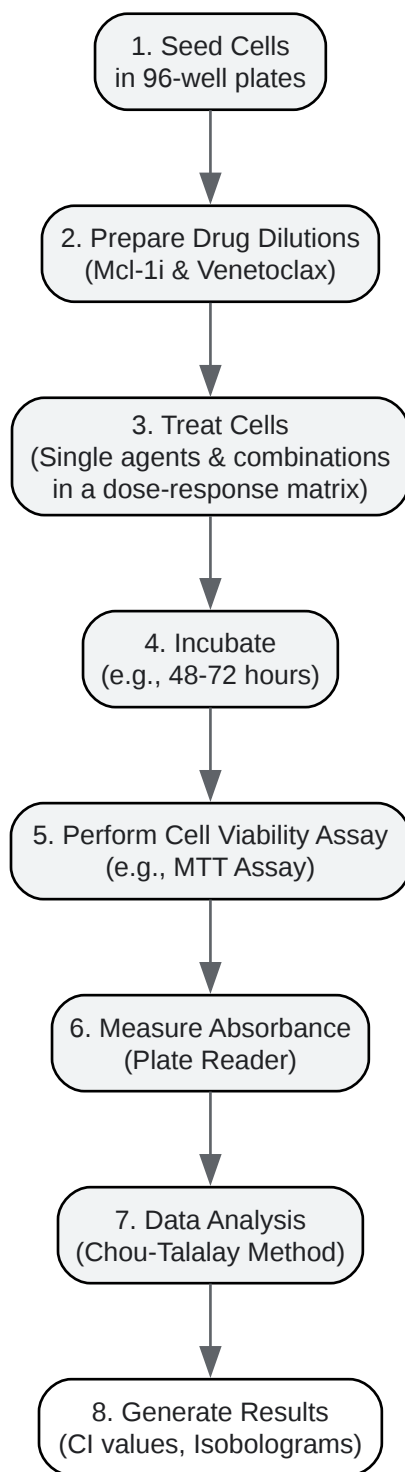 1. Seed Cells
in 96-well plates
2. Prepare Drug Dilutions
(Mcl-1i & Venetoclax)
3. Treat Cells
(Single agents & combinations
in a dose-response matrix)
4. Incubate
(e.g., 48-72 hours)
5. Perform Cell Viability Assay
(e.g., MTT Assay)
6. Measure Absorbance
(Plate Reader)
7. Data Analysis
(Chou-Talalay Method)
8. Generate Results
(CI values, Isobolograms)